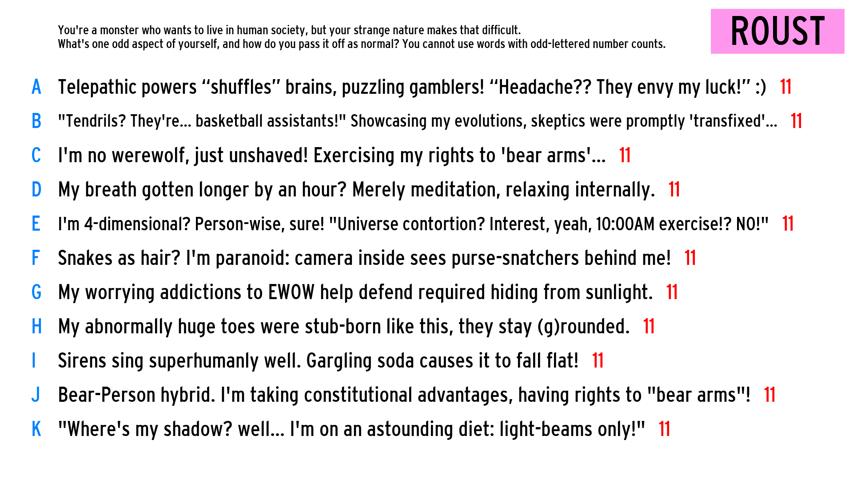 You're a monster who wants to live in human society, but your strange nature makes that difficult.
What's one odd aspect of yourself, and how do you pass it off as normal? You cannot use words with odd-lettered number counts.
ROUST
A Telepathic powers “shuffles” brains, puzzling gamblers! “Headache?? They envy my luck!” :) 11
B "Tendrils? They're... basketball assistants!" Showcasing my evolutions, skeptics were promptly 'transfixed'... 11
C I'm no werewolf, just unshaved! Exercising my rights to 'bear arms'... 11
D My breath gotten longer by an hour? Merely meditation, relaxing internally. 11
E I'm 4-dimensional? Person-wise, sure! "Universe contortion? Interest, yeah, 10:00AM exercise!? NO!" 11
F Snakes as hair? I'm paranoid: camera inside sees purse-snatchers behind me! 11
G My worrying addictions to EWOW help defend required hiding from sunlight. 11
H My abnormally huge toes were stub-born like this, they stay (g)rounded. 11
I Sirens sing superhumanly well. Gargling soda causes it to fall flat! 11
J Bear-Person hybrid. I'm taking constitutional advantages, having rights to "bear arms"! 11
K "Where's my shadow? well... I'm on an astounding diet: light-beams only!" 11